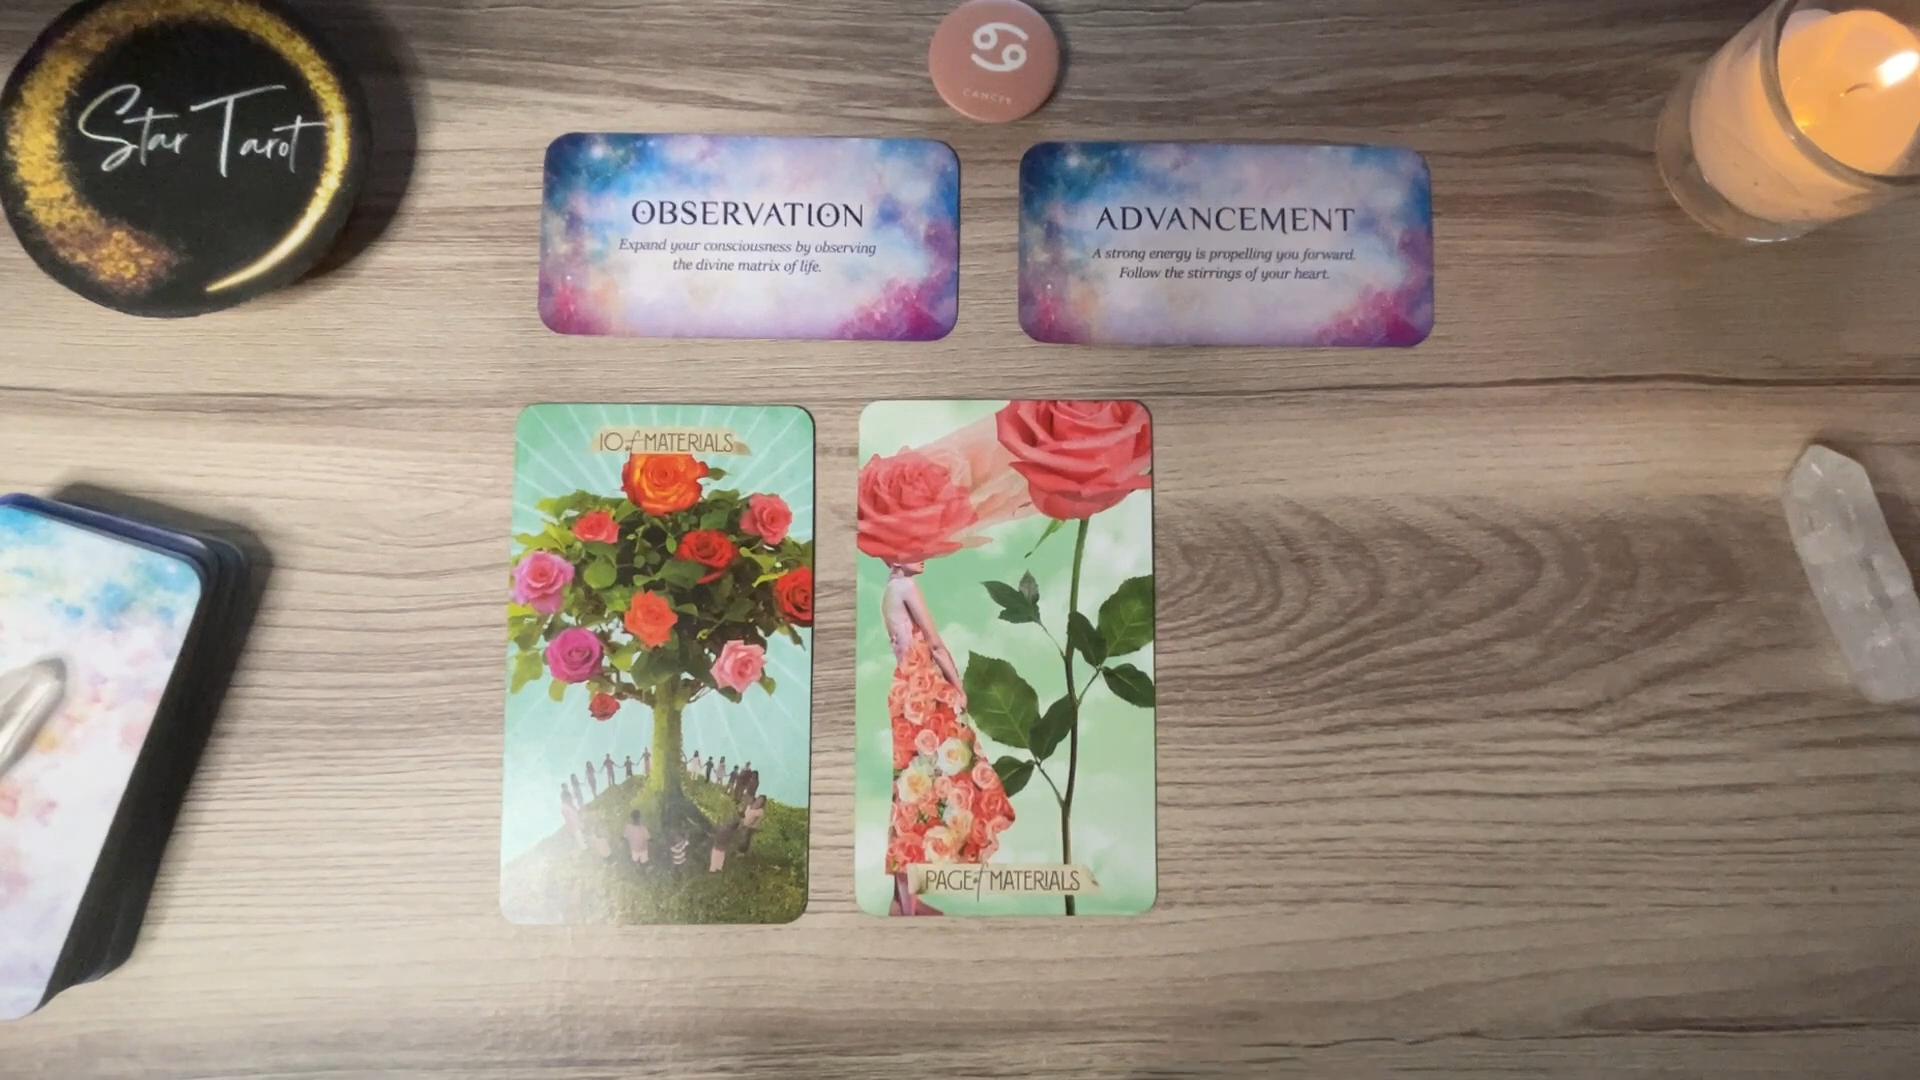 Star Tarot
CANCER
OBSERVATION
Expand your consciousness by observing
the divine matrix of life.
ADVANCEMENT
A strong energy is propelling you forward.
Follow the stirrings of your heart.
10 of MATERIALS
PAGE of MATERIALS